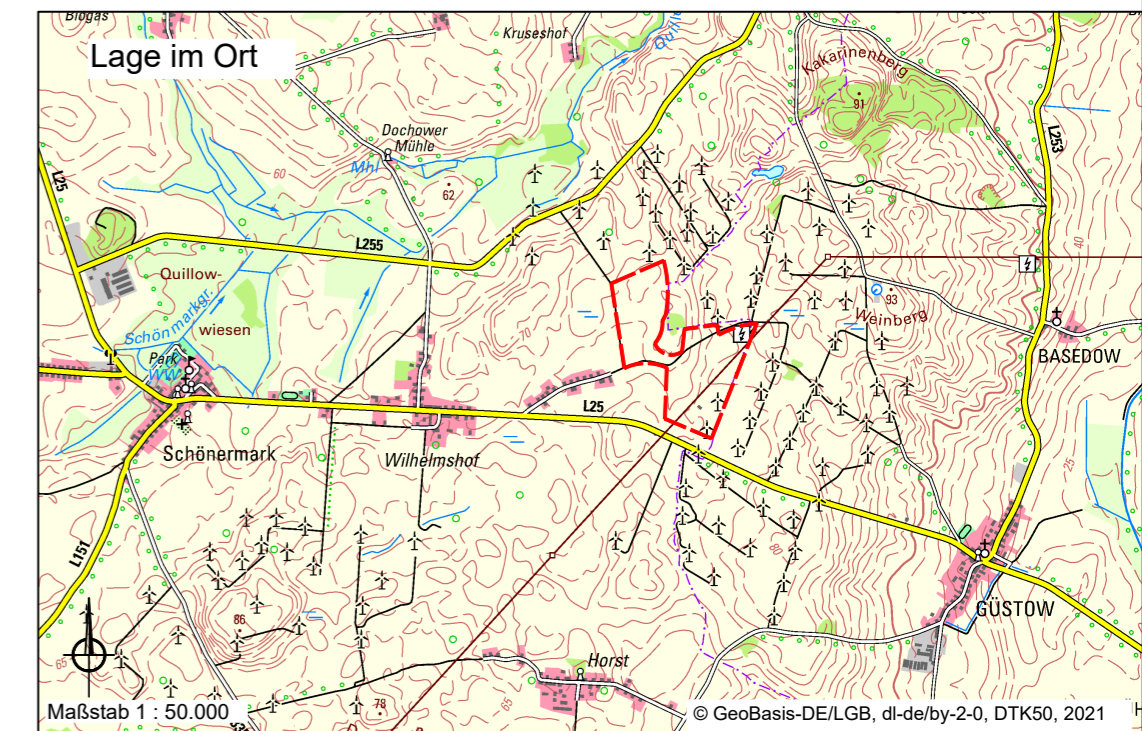 Biogas
Lage im Ort
Kruseshof
Quillow
Kakarinenberg
91
L253
Dochower
Mühle
Mhl
60
62
L25
L255
40
Quillow-
wiesen
Schönmarkgr.
70
93
Weinberg
BASEDOW
Park
WW
L25
Schönermark
Wilhelmshof
25
L151
80
GÜSTOW
86
65
Horst
65
78
Maßstab 1 : 50.000
© GeoBasis-DE/LGB, dl-de/by-2-0, DTK50, 2021